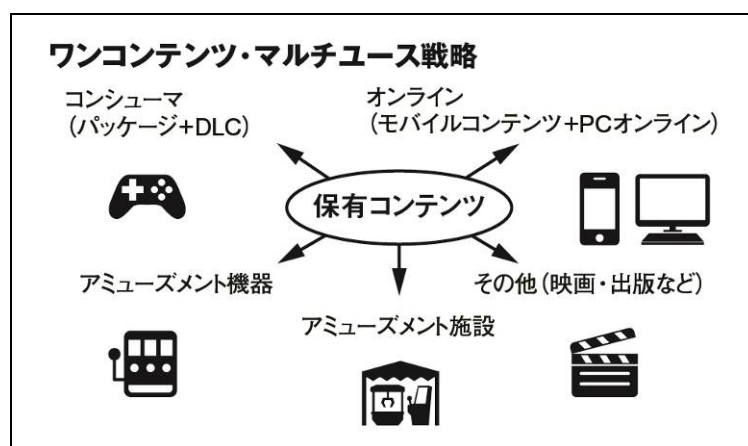 ワンコンテンツ・マルチユース戦略
コンシューマ
(パッケージ+DLC)
オンライン
(モバイルコンテンツ+PCオンライン)
保有コンテンツ
アミューズメント機器
アミューズメント施設
その他(映画・出版など)